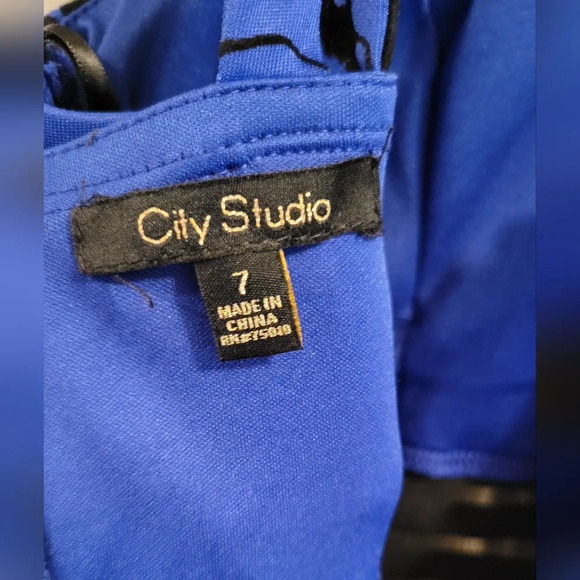 City Studio
7
MADE IN
CHINA
RN#75010